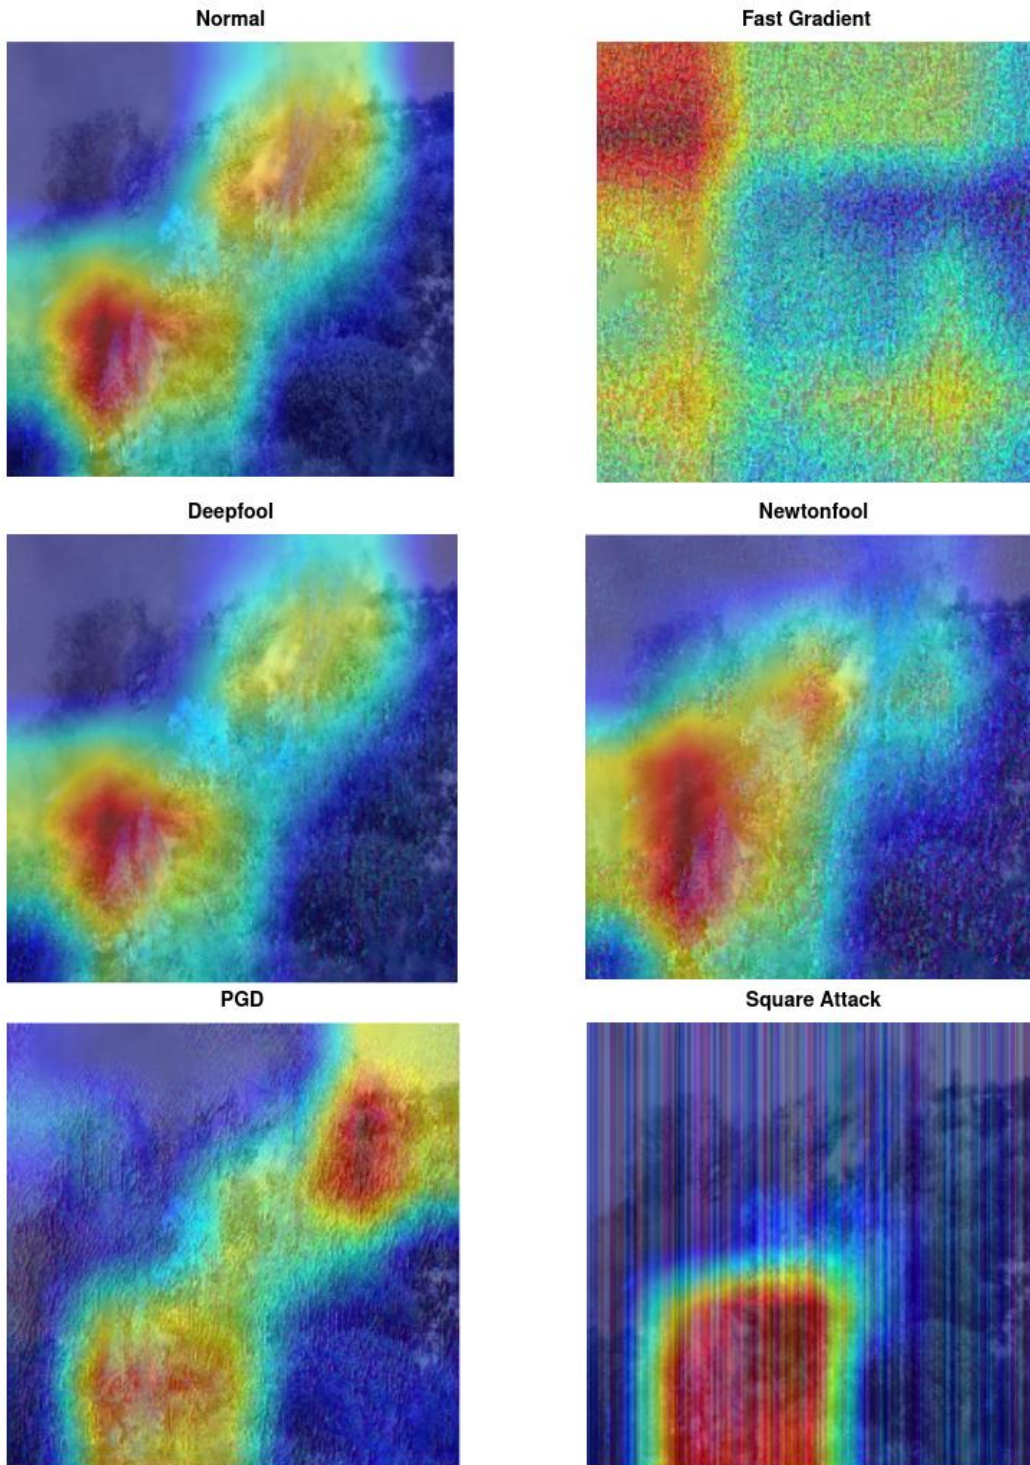 Normal
Fast Gradient
Deepfool
Newtonfool
PGD
Square Attack